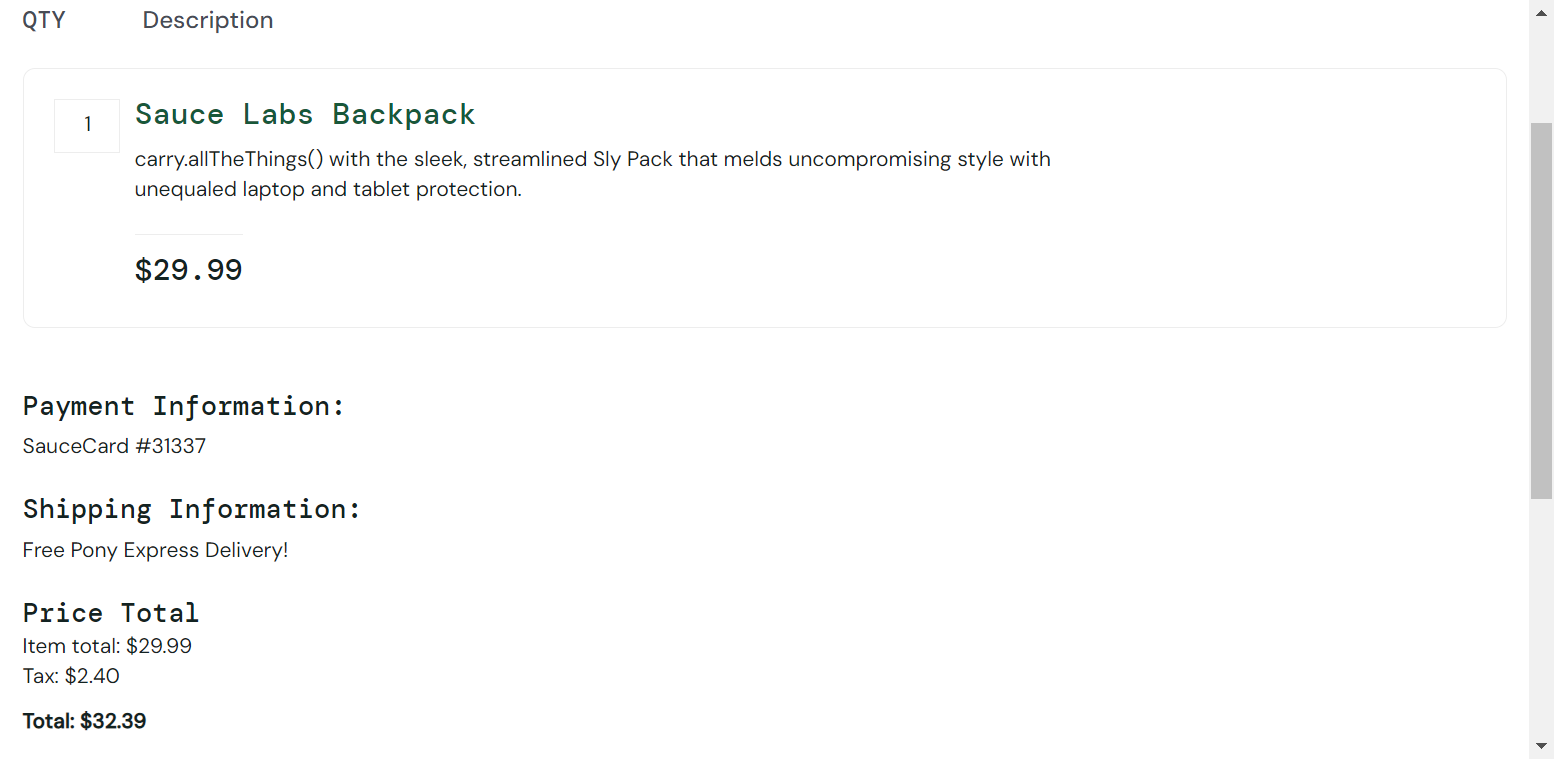 QTY Description
1 Sauce Labs Backpack
carry.allTheThings() with the sleek, streamlined Sly Pack that melds uncompromising style with
unequaled laptop and tablet protection.
$29.99
Payment Information:
SauceCard #31337
Shipping Information:
Free Pony Express Delivery!
Price Total
Item total: $29.99
Tax: $2.40
Total: $32.39